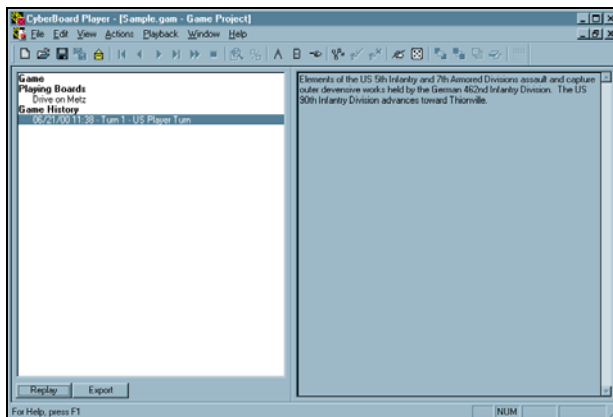 CyberBoard Player - [Sample.gam - Game Project]
File Edit View Actions Playback Window Help
A B
Game
Playing Boards
Drive on Metz
Game History
06/21/00 11:38 - Turn 1 - US Player Turn
Elements of the US 5th Infantry and 7th Armored Divisions assault and capture
outer devensive works held by the German 462nd Infantry Division. The US
90th Infantry Division advances toward Thionville.
Replay Export
For Help, press F1
NUM